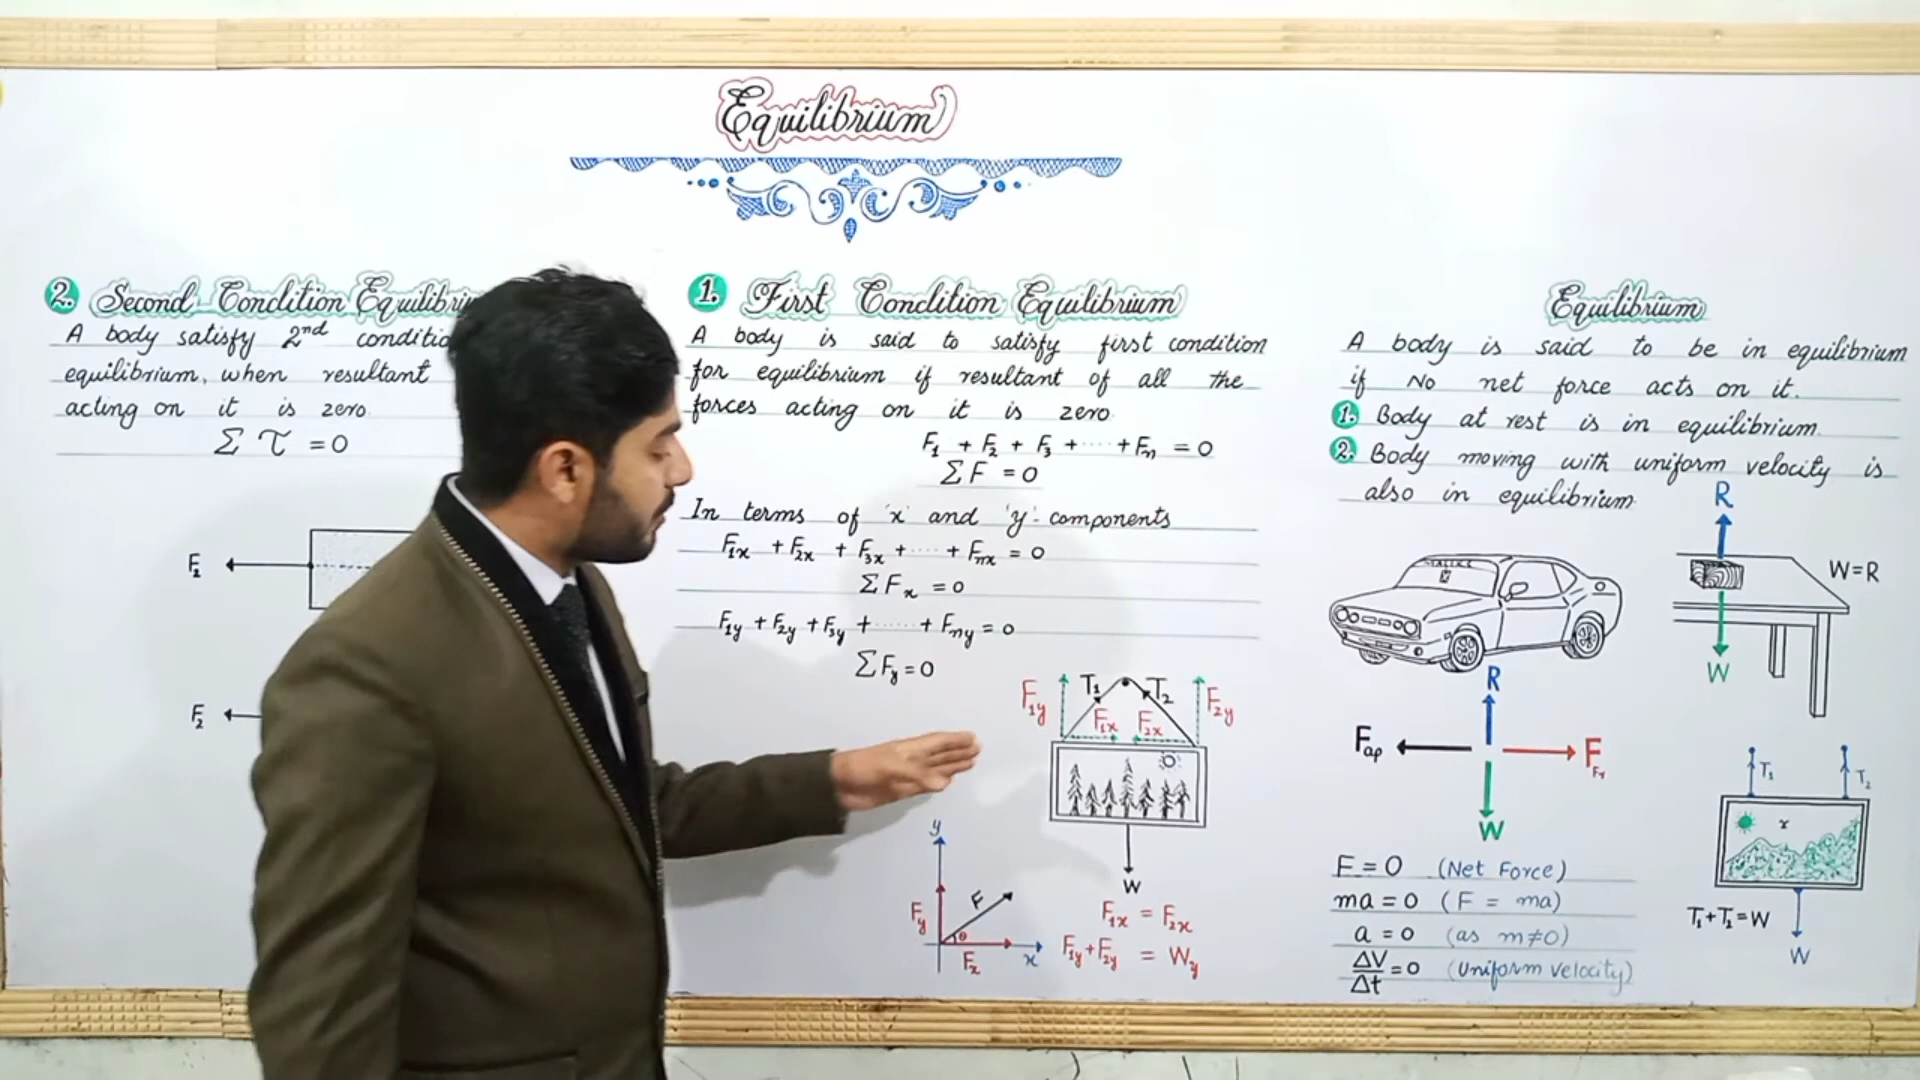 Equilibrium
2. Second Condition
A body satisfy 2nd
equilibrium, when resultant
acting on it is zero.
Σ τ = 0
F1
F2
1. First Condition Equilibrium
A body is said to satisfy first condition
for equilibrium if resultant of all the
forces acting on it is zero.
F1 + F2 + F3 + ····· + Fn = 0
ΣF = 0
In terms of 'x' and 'y' components
F1x + F2x + F3x + ····· + Fnx = 0
ΣFx = 0
F1y + F2y + F3y + ······ + Fny = 0
ΣFy = 0
F1y T1 T2 F2y
F1x F2x
W
y
F
Fy
θ
Fx x
F1x = F2x
F1y + F2y = Wy
Equilibrium
A body is said to be in equilibrium
if No net force acts on it.
1. Body at rest is in equilibrium.
2. Body moving with uniform velocity is
also in equilibrium.
R
W=R
W
R
Fap
Fr
W
F = 0 (Net Force)
ma = 0 (F = ma)
a = 0 (as m≠0)
ΔV/Δt = 0 (Uniform velocity)
T1 T2
T1+T2=W
W